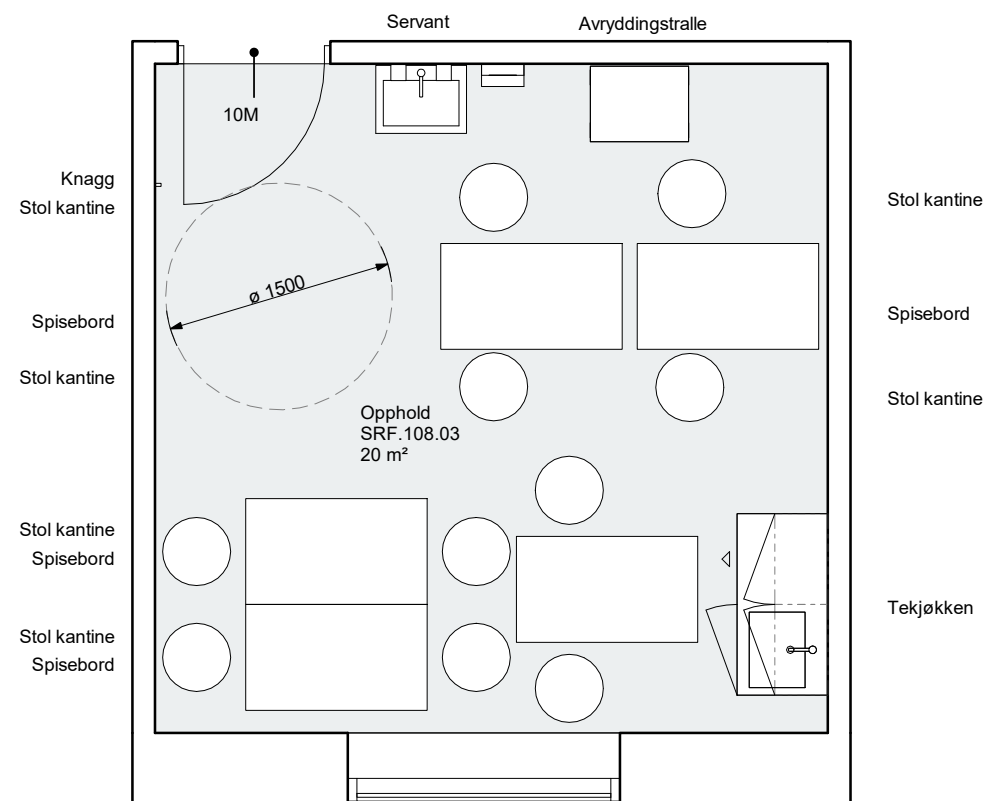 Servant
Avryddingstralle
10M
Knagg
Stol kantine
Stol kantine
ø 1500
Spisebord
Spisebord
Stol kantine
Stol kantine
Opphold
SRF.108.03
20 m²
Stol kantine
Spisebord
Tekjøkken
Stol kantine
Spisebord